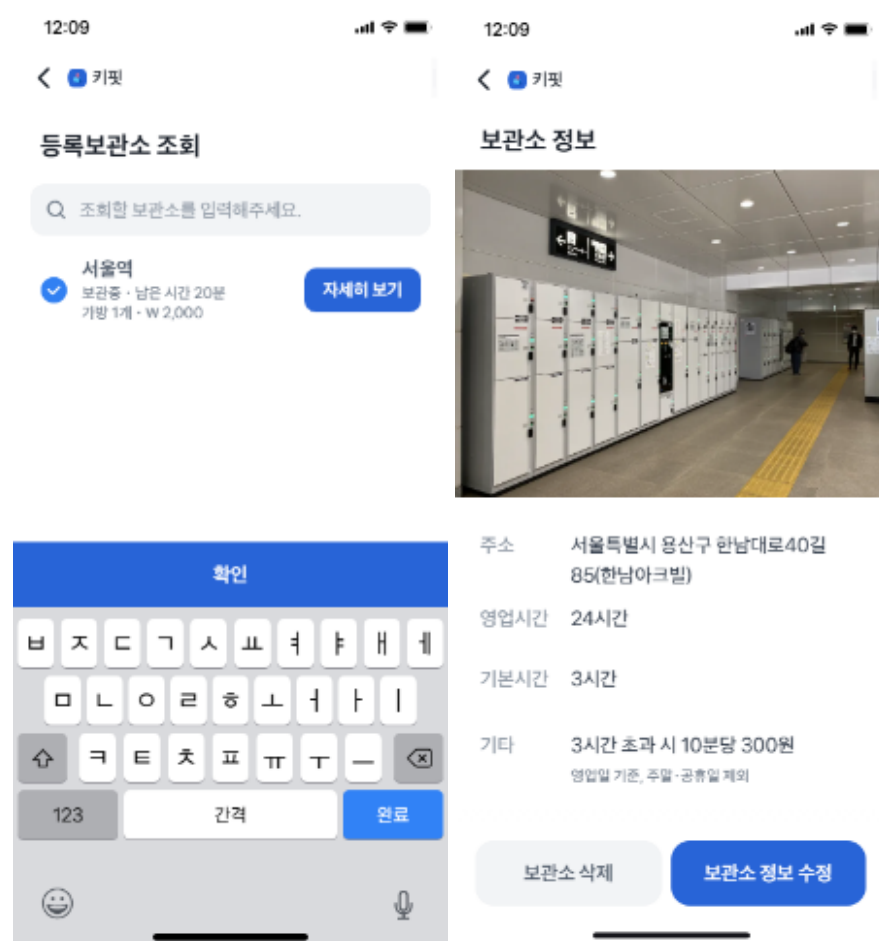 12:09
키핏
등록보관소 조회
조회할 보관소를 입력해주세요.
서울역
보관중 · 남은 시간 20분
가방 1개 · ₩ 2,000
자세히 보기
확인
ㅂ ㅈ ㄷ ㄱ ㅅ ㅛ ㅕ ㅑ ㅐ ㅔ
ㅁ ㄴ ㅇ ㄹ ㅎ ㅗ ㅓ ㅏ ㅣ
ㅋ ㅌ ㅊ ㅍ ㅠ ㅜ ㅡ
123 간격 완료
12:09
키핏
보관소 정보
주소 서울특별시 용산구 한남대로40길
85(한남아크빌)
영업시간 24시간
기본시간 3시간
기타 3시간 초과 시 10분당 300원
영업일 기준, 주말·공휴일 제외
보관소 삭제 보관소 정보 수정